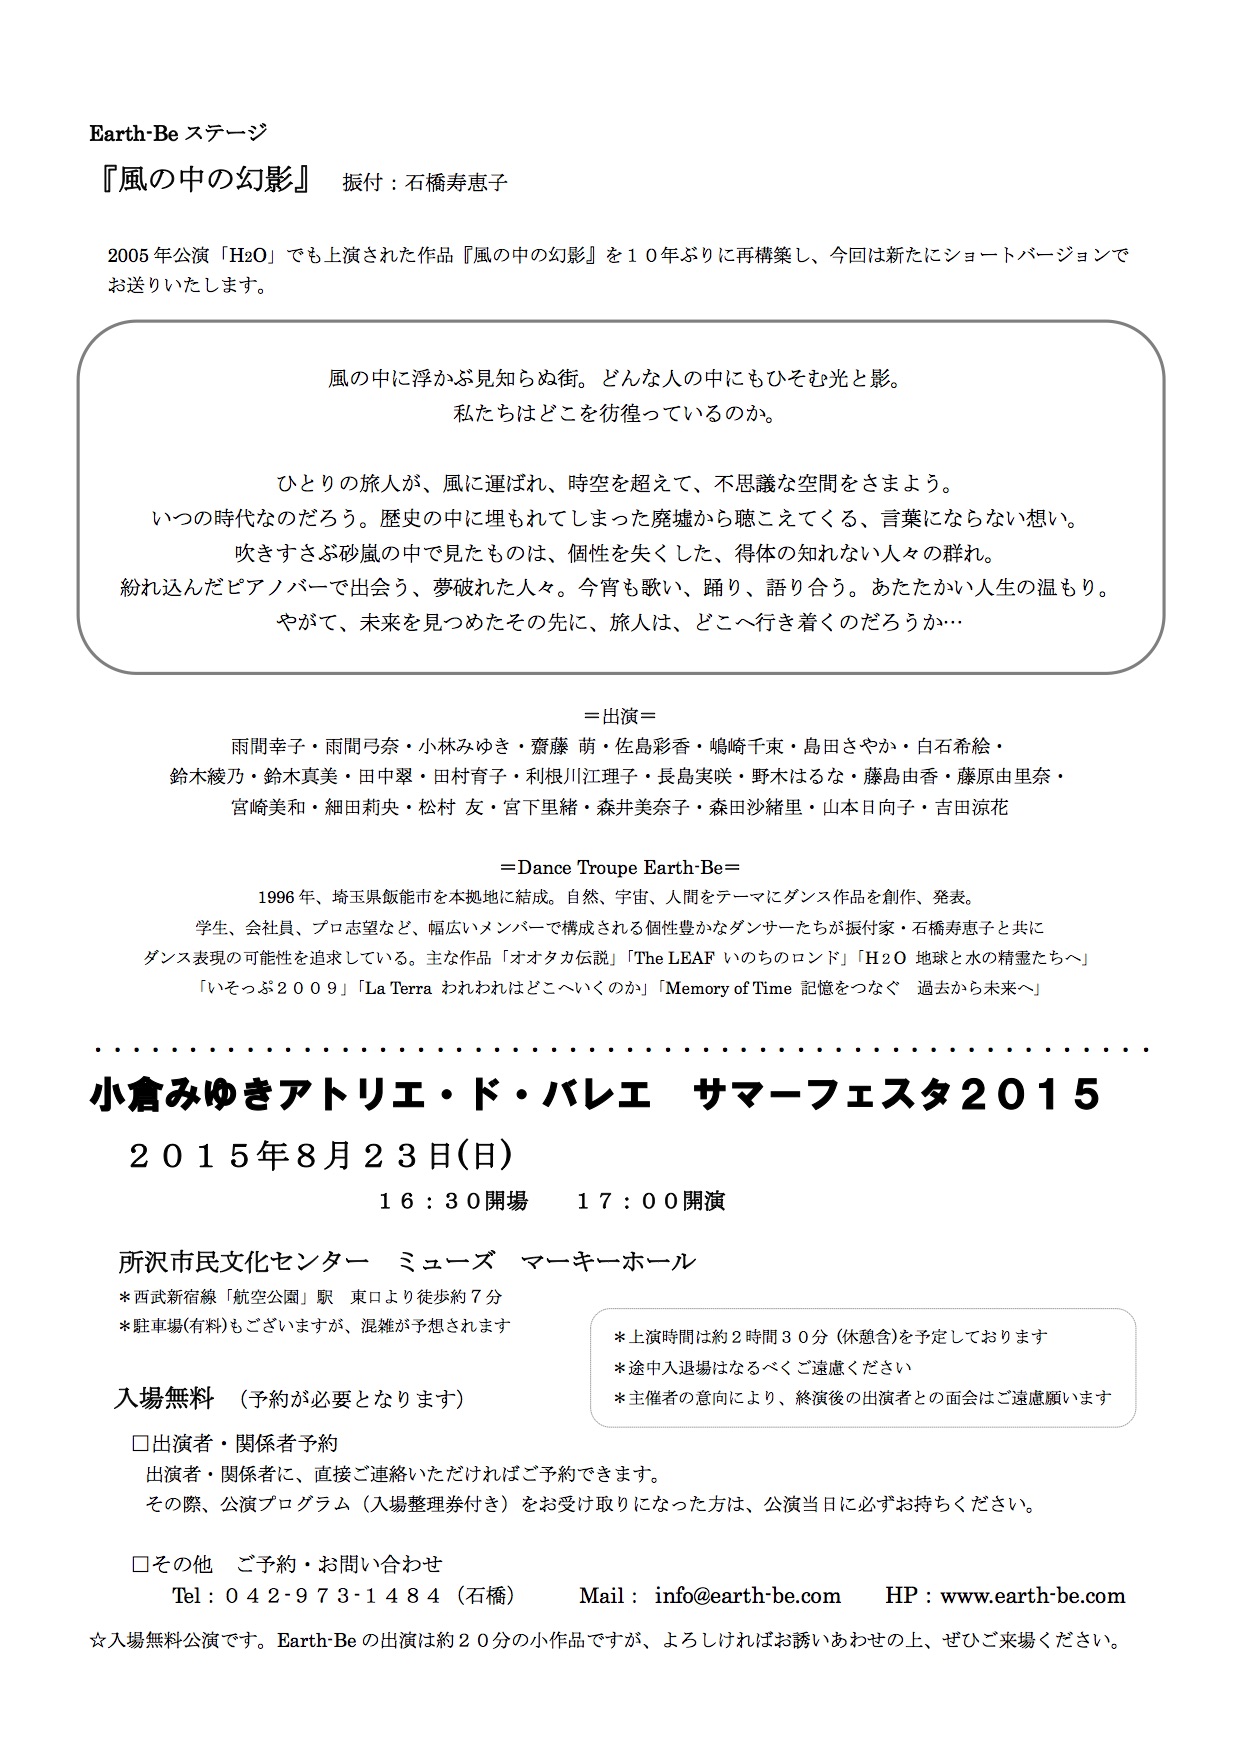 Earth-Be ステージ
『風の中の幻影』　振付：石橋寿恵子
2005 年公演「H2O」でも上演された作品『風の中の幻影』を１０年ぶりに再構築し、今回は新たにショートバージョンで
お送りいたします。
風の中に浮かぶ見知らぬ街。どんな人の中にもひそむ光と影。
私たちはどこを彷徨っているのか。
ひとりの旅人が、風に運ばれ、時空を超えて、不思議な空間をさまよう。
いつの時代なのだろう。歴史の中に埋もれてしまった廃墟から聴こえてくる、言葉にならない想い。
吹きすさぶ砂嵐の中で見たものは、個性を失くした、得体の知れない人々の群れ。
紛れ込んだピアノバーで出会う、夢破れた人々。今宵も歌い、踊り、語り合う。あたたかい人生の温もり。
やがて、未来を見つめたその先に、旅人は、どこへ行き着くのだろうか…
＝出演＝
雨間幸子・雨間弓奈・小林みゆき・齋藤 萌・佐島彩香・嶋崎千束・島田さやか・白石希絵・
鈴木綾乃・鈴木真美・田中翠・田村育子・利根川江理子・長島実咲・野木はるな・藤島由香・藤原由里奈・
宮崎美和・細田莉央・松村 友・宮下里緒・森井美奈子・森田沙緒里・山本日向子・吉田涼花
＝Dance Troupe Earth-Be＝
1996 年、埼玉県飯能市を本拠地に結成。自然、宇宙、人間をテーマにダンス作品を創作、発表。
学生、会社員、プロ志望など、幅広いメンバーで構成される個性豊かなダンサーたちが振付家・石橋寿恵子と共に
ダンス表現の可能性を追求している。主な作品「オオタカ伝説」「The LEAF いのちのロンド」「H２O 地球と水の精霊たちへ」
「いそっぷ２００９」「La Terra われわれはどこへいくのか」「Memory of Time 記憶をつなぐ　過去から未来へ」
小倉みゆきアトリエ・ド・バレエ　サマーフェスタ２０１５
２０１５年８月２３日(日)
１６：３０開場　　１７：００開演
所沢市民文化センター　ミューズ　マーキーホール
＊西武新宿線「航空公園」駅　東口より徒歩約７分
＊駐車場(有料)もございますが、混雑が予想されます
＊上演時間は約２時間３０分 (休憩含)を予定しております
＊途中入退場はなるべくご遠慮ください
＊主催者の意向により、終演後の出演者との面会はご遠慮願います
入場無料　（予約が必要となります）
□出演者・関係者予約
出演者・関係者に、直接ご連絡いただければご予約できます。
その際、公演プログラム（入場整理券付き）をお受け取りになった方は、公演当日に必ずお持ちください。
□その他　ご予約・お問い合わせ
Tel：０４２-９７３-１４８４（石橋）　　Mail： info@earth-be.com　　HP：www.earth-be.com
☆入場無料公演です。Earth-Be の出演は約２０分の小作品ですが、よろしければお誘いあわせの上、ぜひご来場ください。